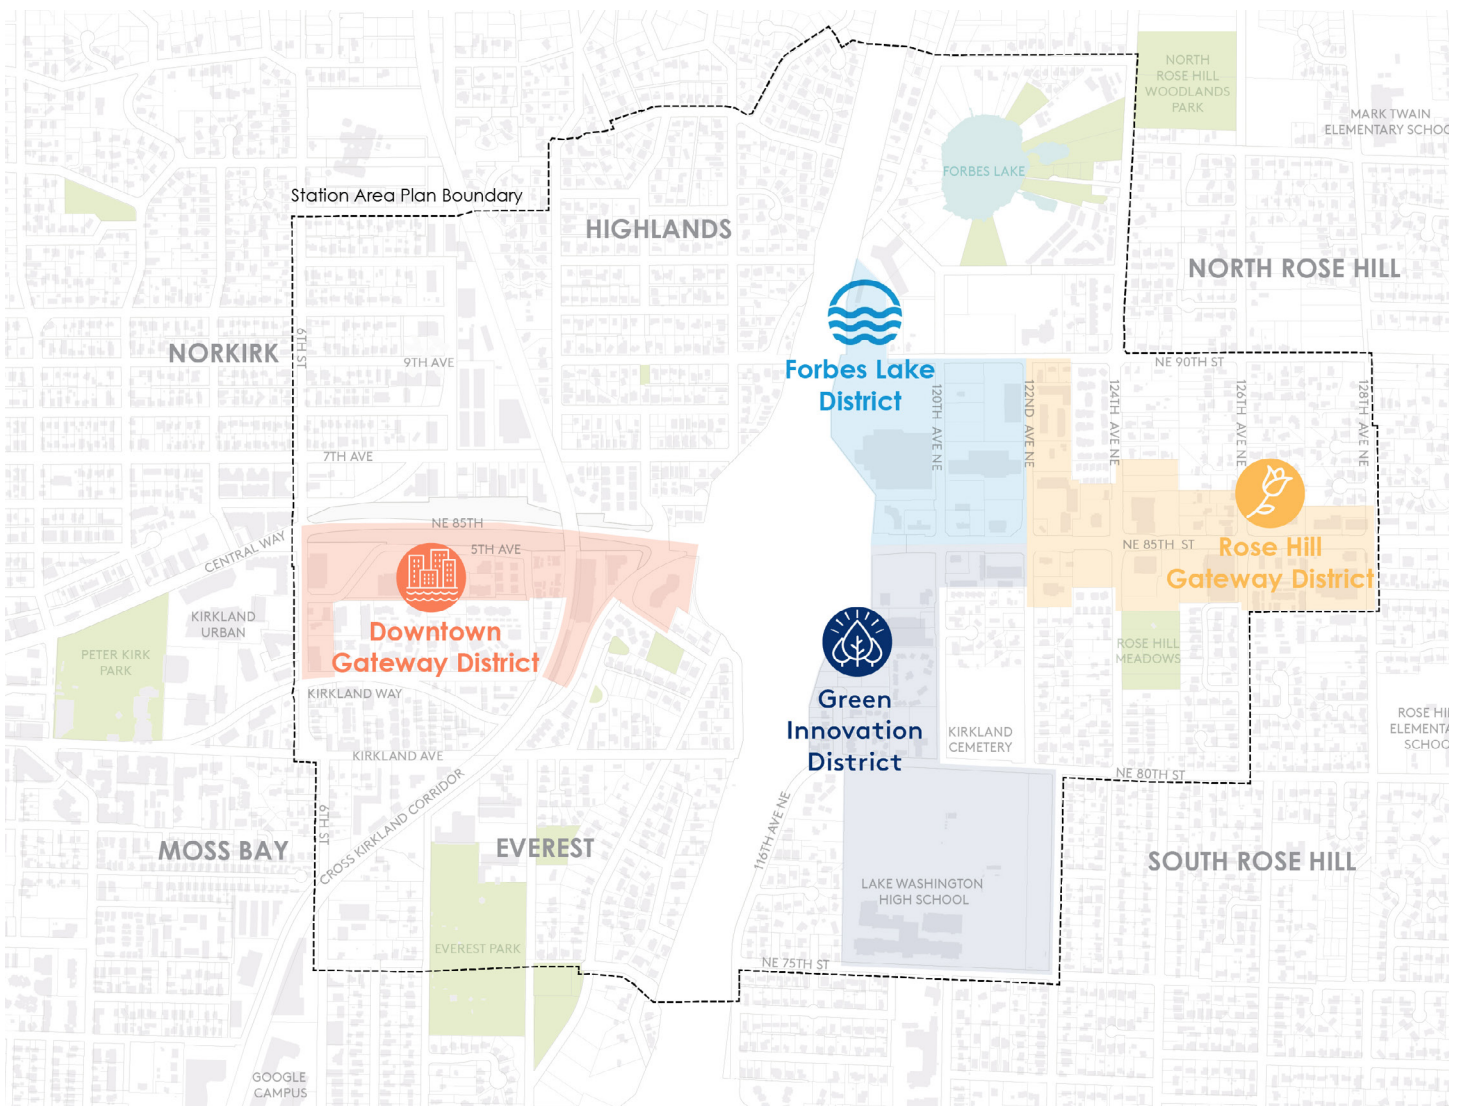 NORTH
ROSE HILL
WOODLANDS
PARK
MARK TWAIN
ELEMENTARY SCHOO
FORBES LAKE
Station Area Plan Boundary
HIGHLANDS
NORTH ROSE HILL
NORKIRK
6TH ST
9TH AVE
NE 90TH ST
Forbes Lake
District
120TH AVE NE
122ND AVE NE
124TH AVE NE
126TH AVE NE
128TH AVE NE
7TH AVE
NE 85TH
5TH AVE
CENTRAL WAY
NE 85TH ST
Rose Hill
Gateway District
KIRKLAND
URBAN
Downtown
Gateway District
PETER KIRK
PARK
ROSE HILL
MEADOWS
KIRKLAND WAY
Green
Innovation
District
KIRKLAND
CEMETERY
ROSE HI
ELEMENTA
SCHOO
KIRKLAND AVE
NE 80TH ST
6TH ST
CROSS KIRKLAND CORRIDOR
116TH AVE NE
MOSS BAY
EVEREST
SOUTH ROSE HILL
LAKE WASHINGTON
HIGH SCHOOL
EVEREST PARK
NE 75TH ST
GOOGLE
CAMPUS